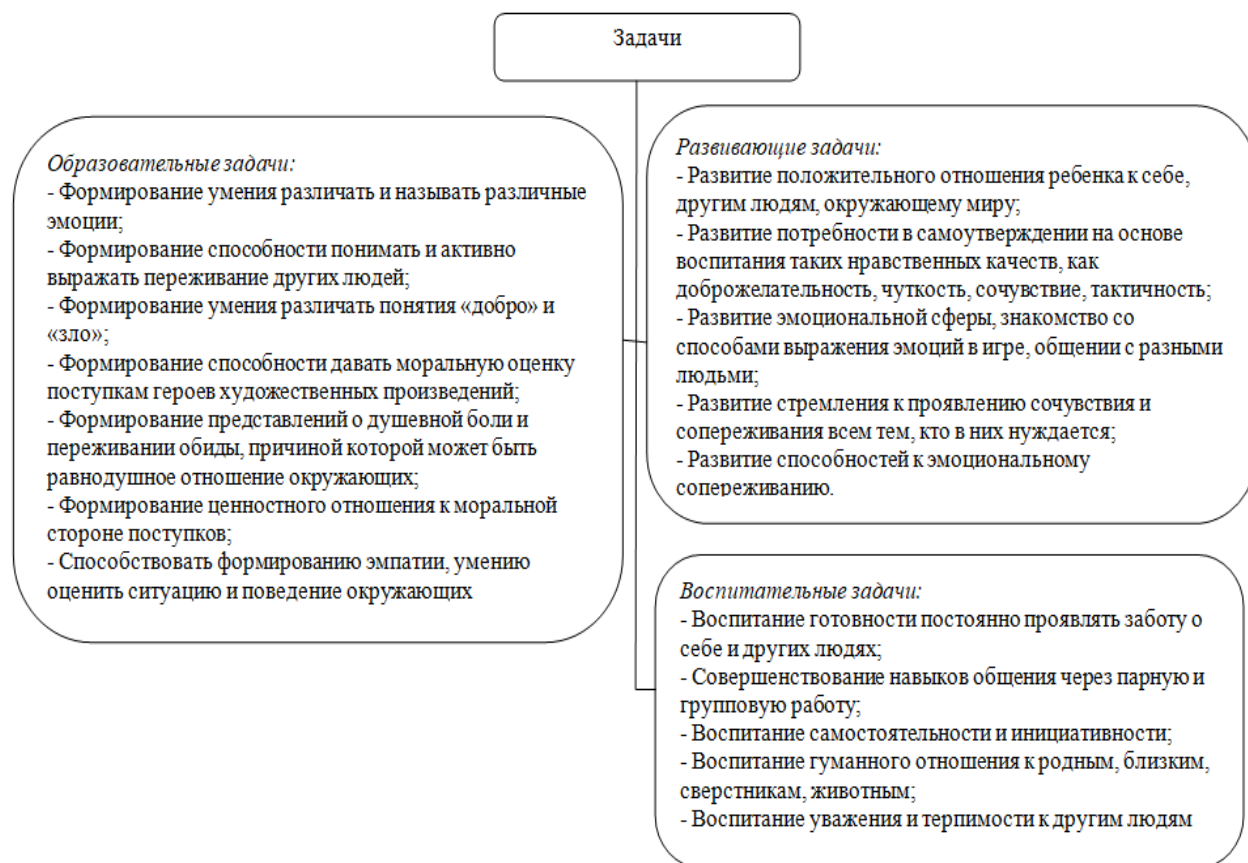 Задачи
Образовательные задачи:
- Формирование умения различать и называть различные
эмоции;
- Формирование способности понимать и активно
выражать переживание других людей;
- Формирование умения различать понятия «добро» и
«зло»;
- Формирование способности давать моральную оценку
поступкам героев художественных произведений;
- Формирование представлений о душевной боли и
переживании обиды, причиной которой может быть
равнодушное отношение окружающих;
- Формирование ценностного отношения к моральной
стороне поступков;
- Способствовать формированию эмпатии, умению
оценить ситуацию и поведение окружающих
Развивающие задачи:
- Развитие положительного отношения ребенка к себе,
другим людям, окружающему миру;
- Развитие потребности в самоутверждении на основе
воспитания таких нравственных качеств, как
доброжелательность, чуткость, сочувствие, тактичность;
- Развитие эмоциональной сферы, знакомство со
способами выражения эмоций в игре, общении с разными
людьми;
- Развитие стремления к проявлению сочувствия и
сопереживания всем тем, кто в них нуждается;
- Развитие способностей к эмоциональному
сопереживанию.
Воспитательные задачи:
- Воспитание готовности постоянно проявлять заботу о
себе и других людях;
- Совершенствование навыков общения через парную и
групповую работу;
- Воспитание самостоятельности и инициативности;
- Воспитание гуманного отношения к родным, близким,
сверстникам, животным;
- Воспитание уважения и терпимости к другим людям